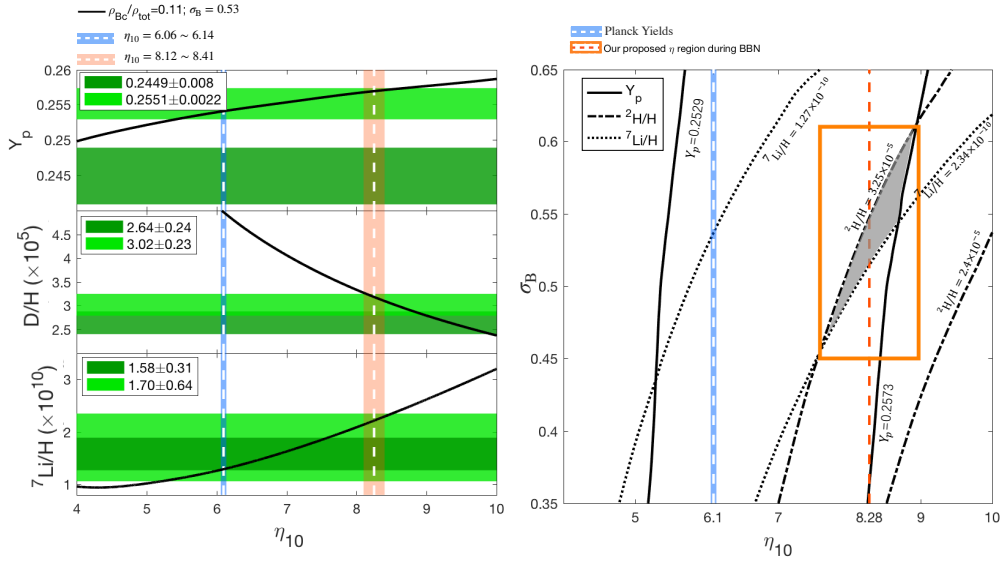 ρBc/ρtot=0.11; σB = 0.53
η10 = 6.06 ~ 6.14
η10 = 8.12 ~ 8.41
0.26
0.255
0.25
0.245
Yp
0.2449±0.008
0.2551±0.0022
4.5
4
3.5
3
2.5
D/H (×10⁵)
2.64±0.24
3.02±0.23
3
2
1
⁷Li/H (×10¹⁰)
1.58±0.31
1.70±0.64
4 5 6 7 8 9 10
η10
Planck Yields
Our proposed η region during BBN
Yp
²H/H
⁷Li/H
0.65
0.6
0.55
0.5
0.45
0.4
0.35
σB
Yp=0.2529
⁷Li/H = 1.27×10⁻¹⁰
²H/H = 3.25×10⁻⁵
⁷Li/H = 2.34×10⁻¹⁰
²H/H = 2.4×10⁻⁵
Yp=0.2573
5 6.1 7 8.28 9 10
η10